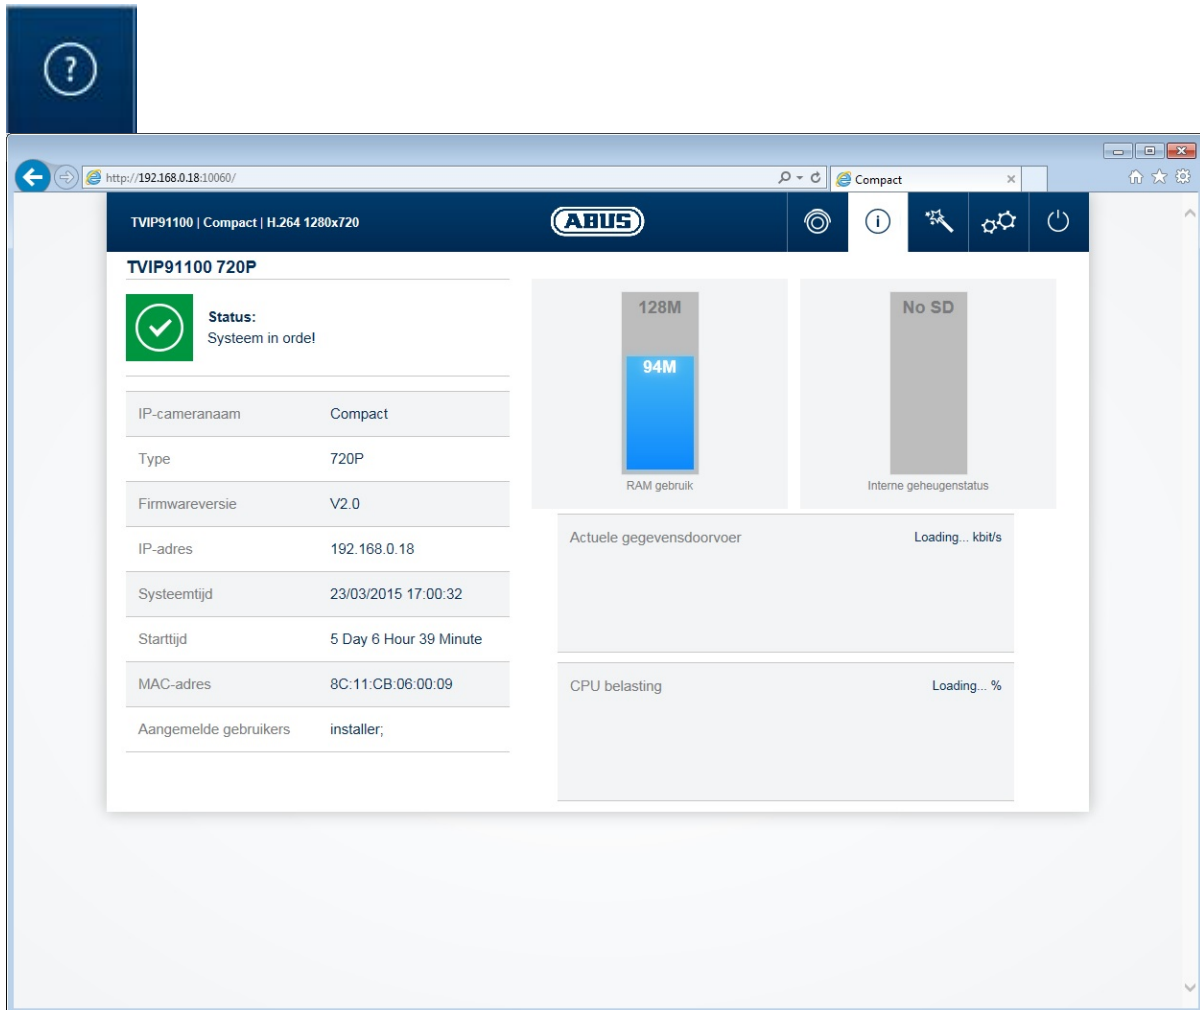 ?
http://192.168.0.18:10060/
Compact
TVIP91100 | Compact | H.264 1280x720
ABUS
i
TVIP91100 720P
Status:
Systeem in orde!
128M
94M
RAM gebruik
No SD
Interne geheugenstatus
IP-cameranaam Compact
Type 720P
Firmwareversie V2.0
IP-adres 192.168.0.18
Systeemtijd 23/03/2015 17:00:32
Starttijd 5 Day 6 Hour 39 Minute
MAC-adres 8C:11:CB:06:00:09
Aangemelde gebruikers installer;
Actuele gegevensdoorvoer Loading... kbit/s
CPU belasting Loading... %